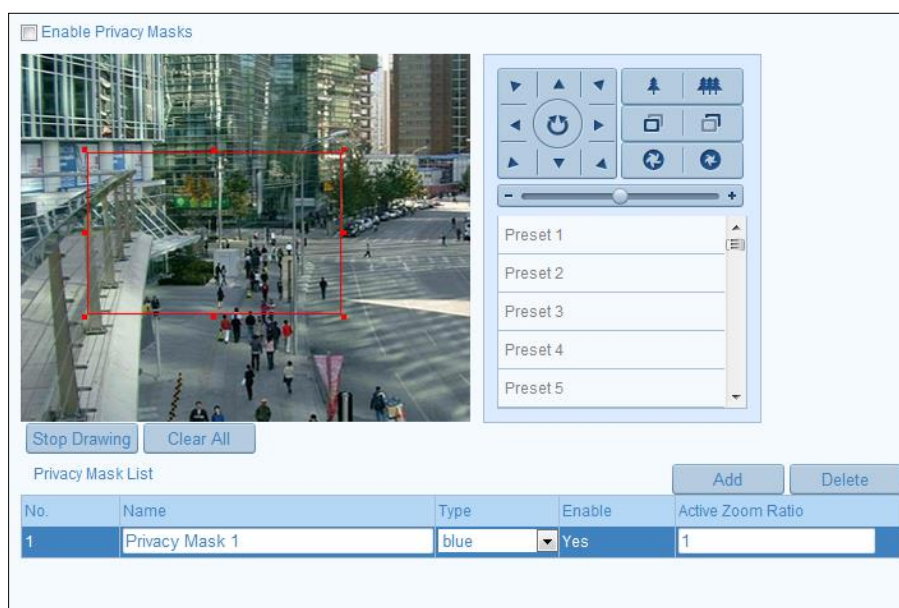 Enable Privacy Masks
Preset 1
Preset 2
Preset 3
Preset 4
Preset 5
Stop Drawing Clear All
Privacy Mask List Add Delete
No. Name Type Enable Active Zoom Ratio
1 Privacy Mask 1 blue Yes 1